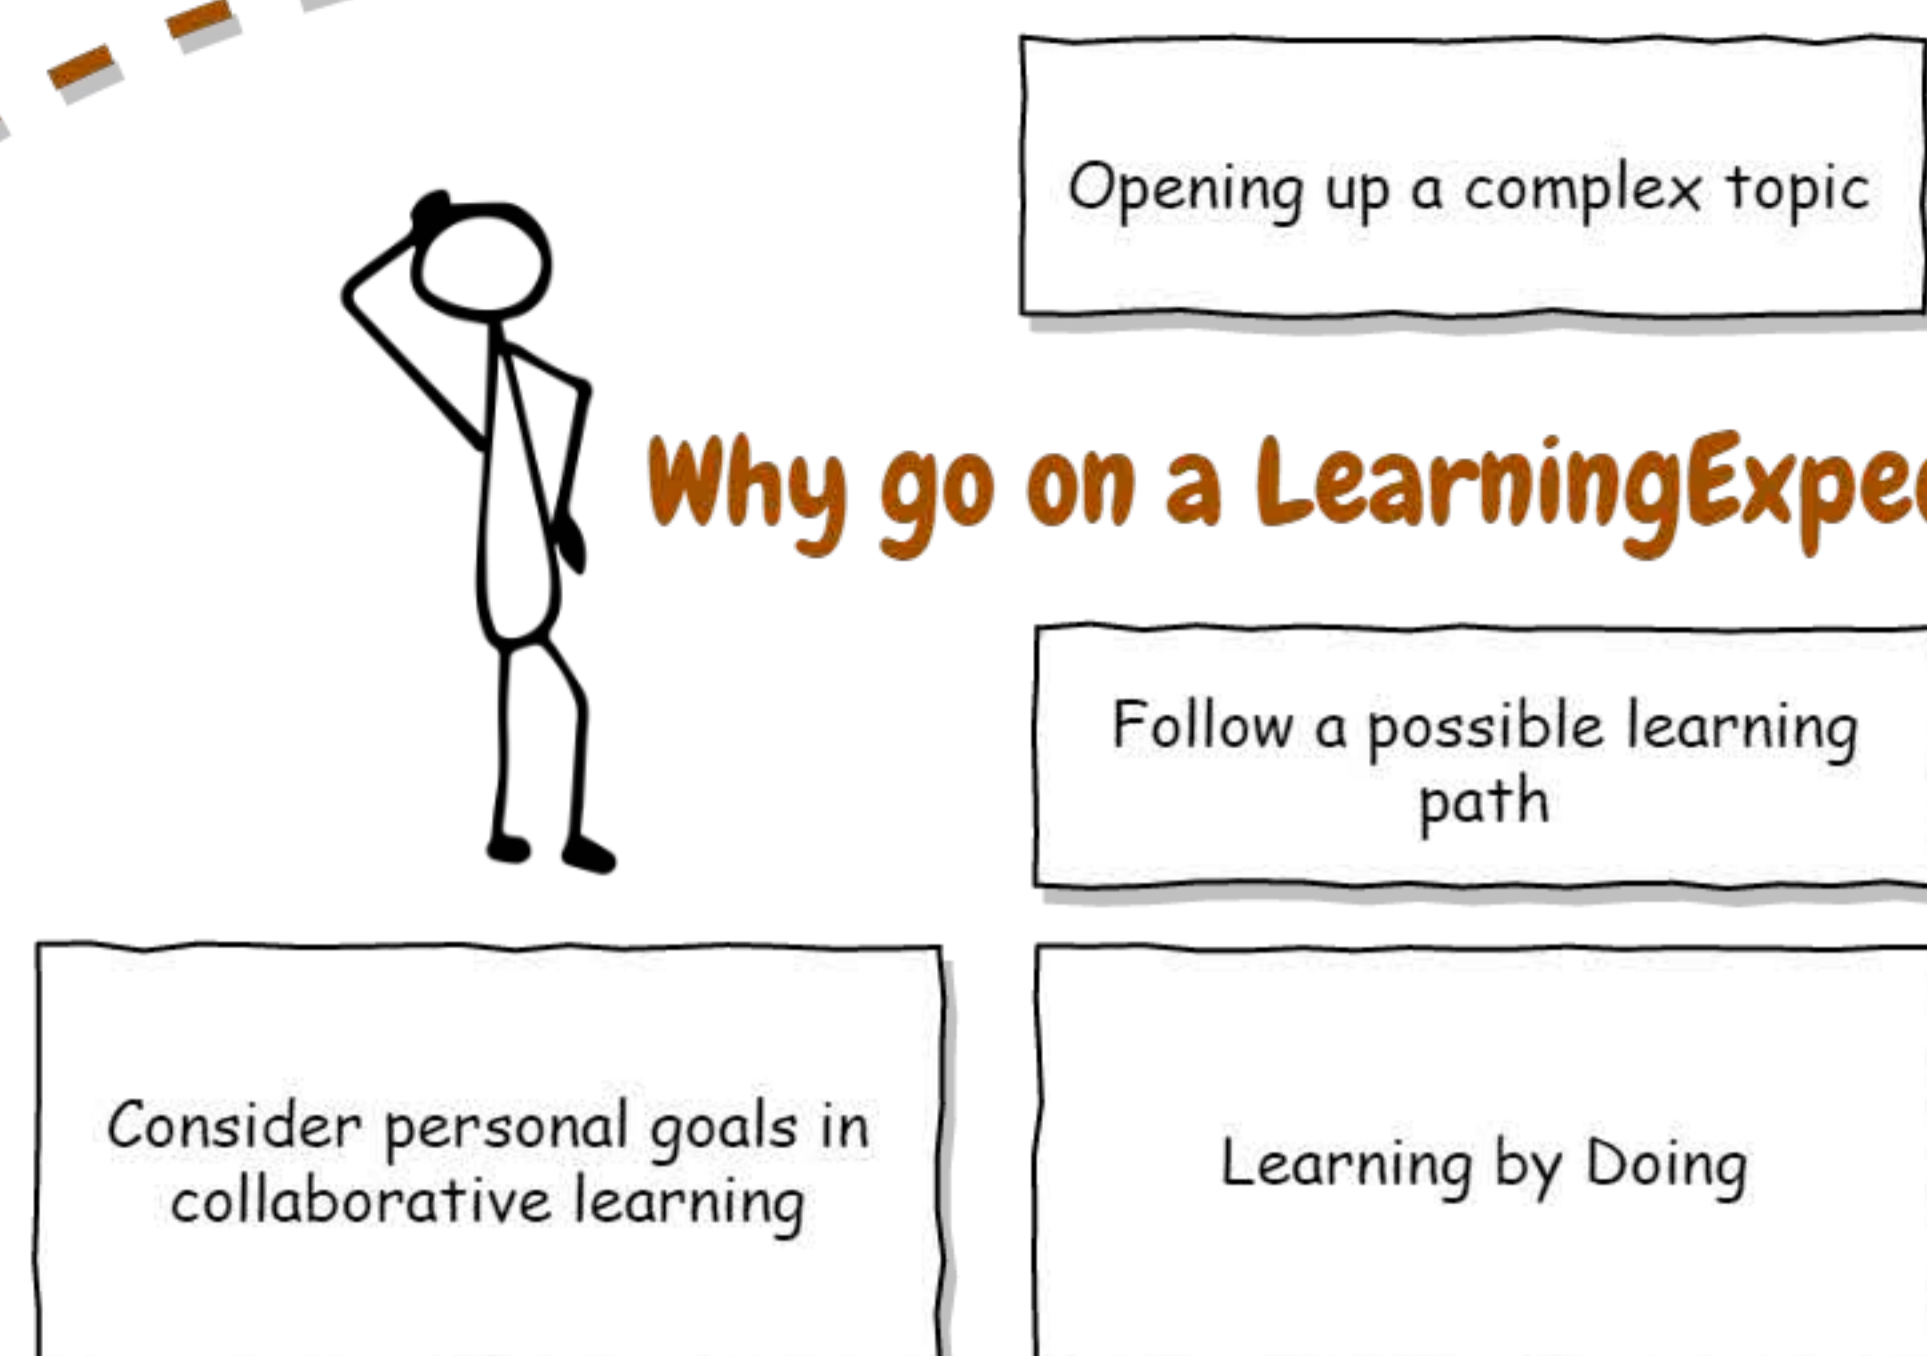 Opening up a complex topic
Why go on a LearningExpe
Follow a possible learning
path
Consider personal goals in
collaborative learning
Learning by Doing